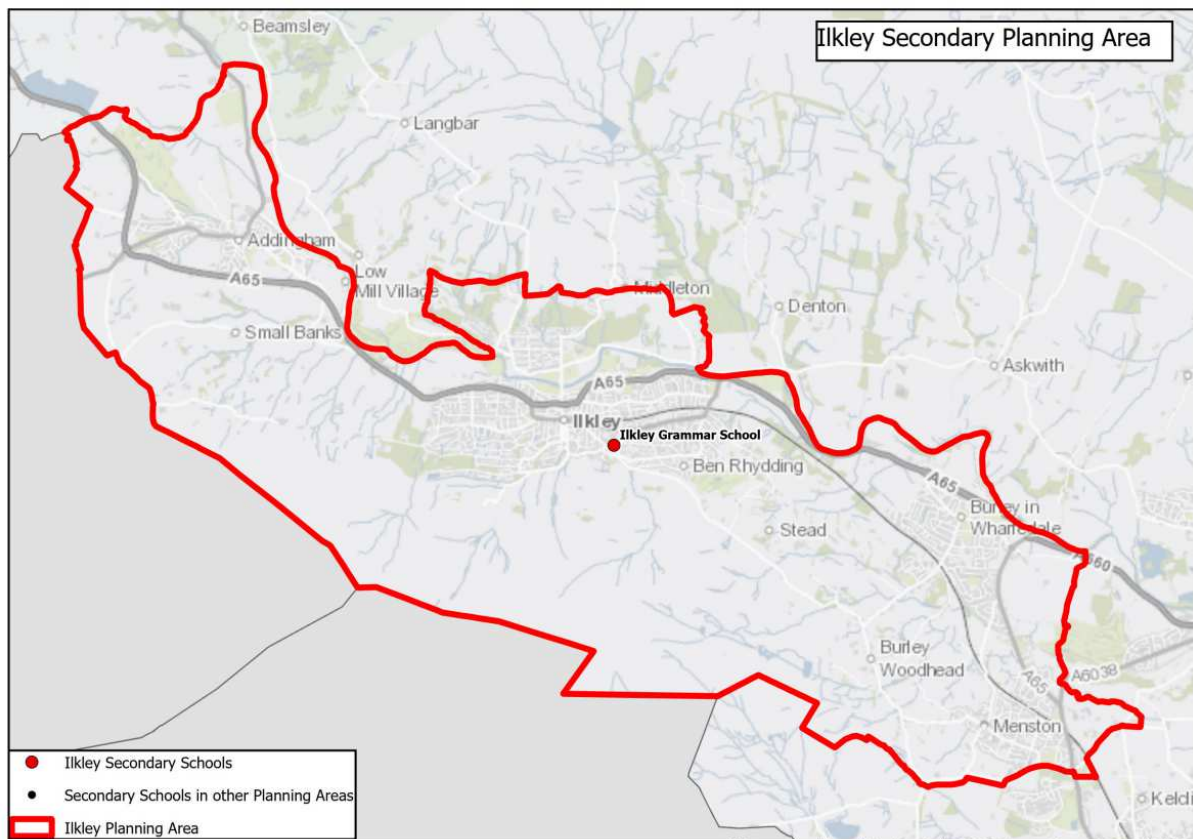 Ilkley Secondary Planning Area
Beamsley
Langbar
Addingham
A65
Low
Mill Village
Small Banks
Middleton
Denton
Askwith
A65
Ilkley
Ilkley Grammar School
Ben Rhydding
A65
Burley in
Wharfedale
Stead
A660
Burley
Woodhead
A6038
A65
Menston
Ilkley Secondary Schools
Secondary Schools in other Planning Areas
Ilkley Planning Area
Keldi